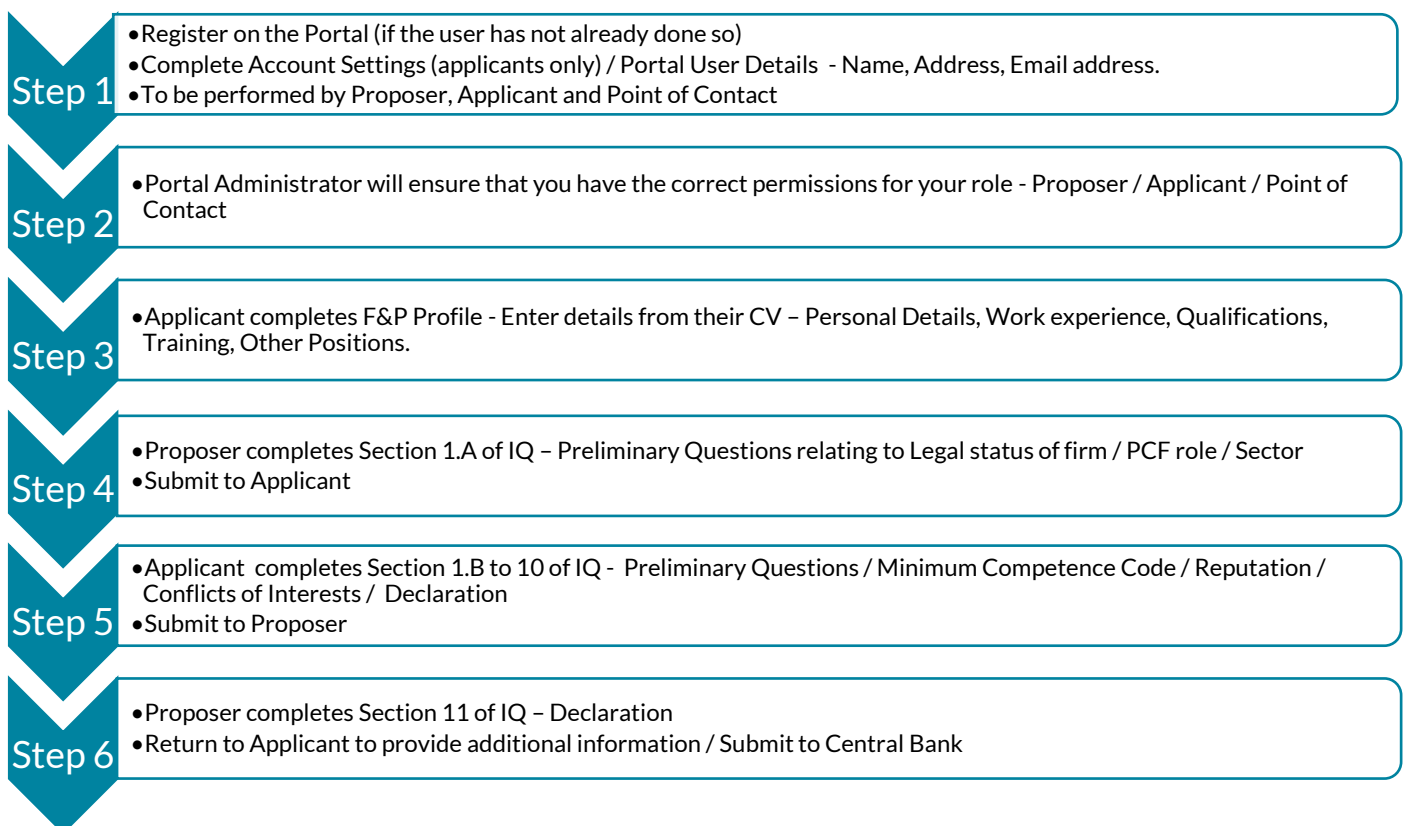 Step 1
•Register on the Portal (if the user has not already done so)
•Complete Account Settings (applicants only) / Portal User Details - Name, Address, Email address.
•To be performed by Proposer, Applicant and Point of Contact
Step 2
•Portal Administrator will ensure that you have the correct permissions for your role - Proposer / Applicant / Point of
Contact
Step 3
•Applicant completes F&P Profile - Enter details from their CV – Personal Details, Work experience, Qualifications,
Training, Other Positions.
Step 4
•Proposer completes Section 1.A of IQ – Preliminary Questions relating to Legal status of firm / PCF role / Sector
•Submit to Applicant
Step 5
•Applicant completes Section 1.B to 10 of IQ - Preliminary Questions / Minimum Competence Code / Reputation /
Conflicts of Interests / Declaration
•Submit to Proposer
Step 6
•Proposer completes Section 11 of IQ – Declaration
•Return to Applicant to provide additional information / Submit to Central Bank